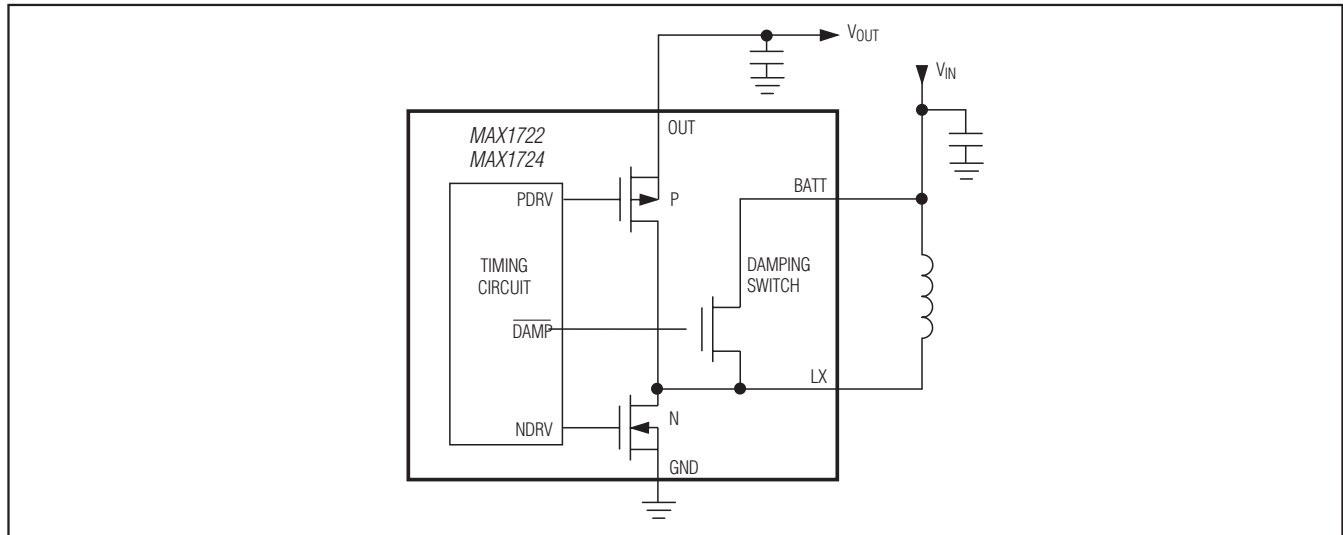 VOUT
VIN
MAX1722
MAX1724
OUT
BATT
PDRV
P
TIMING
CIRCUIT
DAMPING
SWITCH
DAMP
LX
NDRV
N
GND